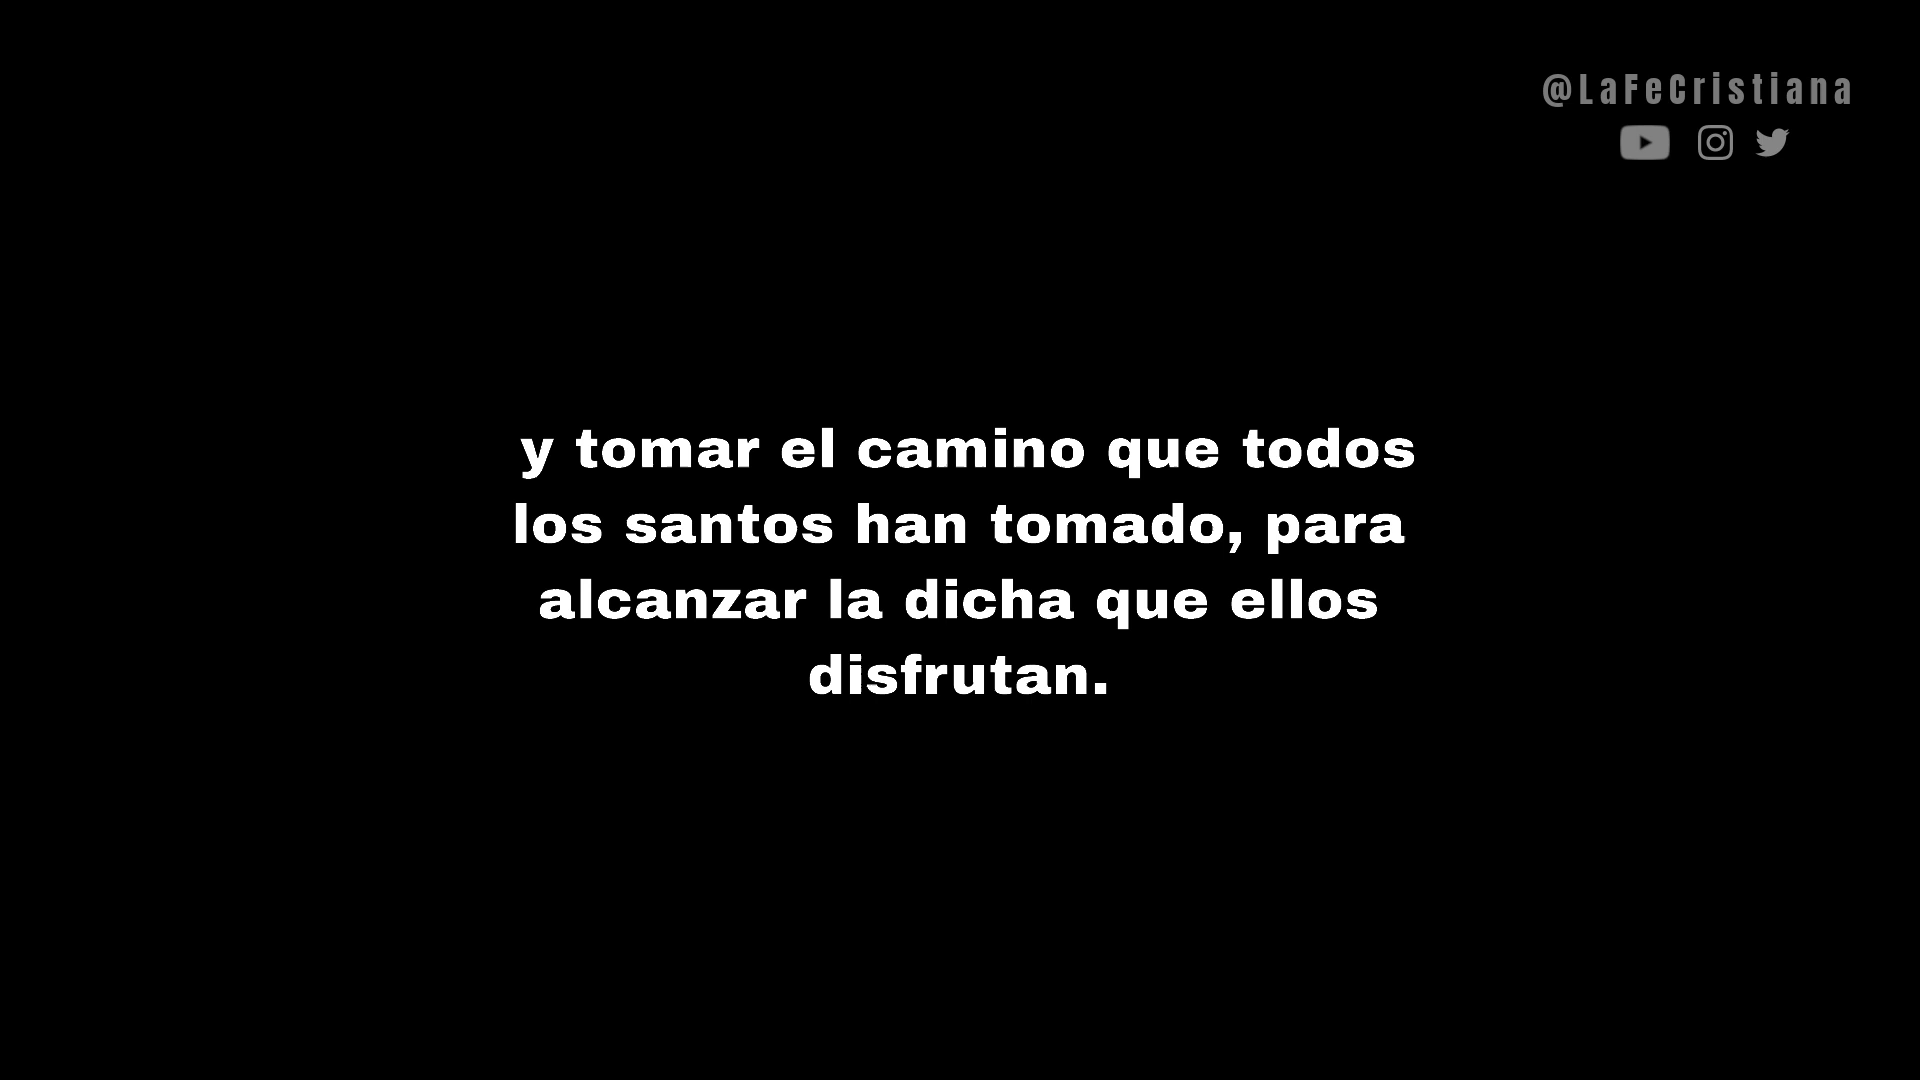 @LaFeCristiana
y tomar el camino que todos
los santos han tomado, para
alcanzar la dicha que ellos
disfrutan.